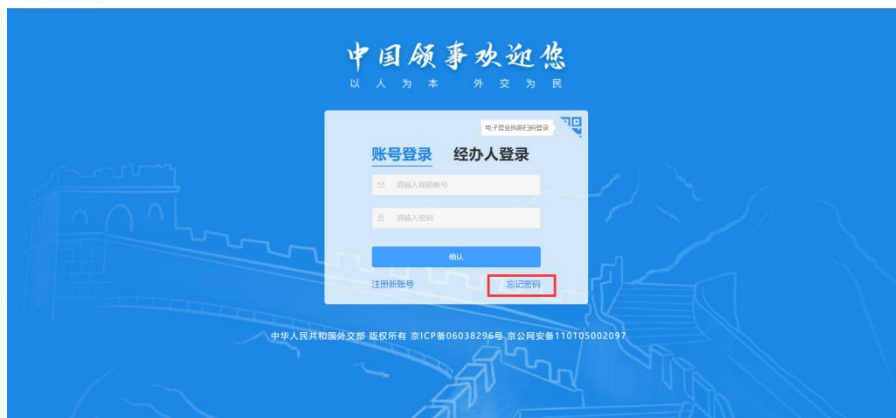 中国领事欢迎您
以人为本 外交为民
电子营业执照扫码登录
账号登录 经办人登录
请输入邮箱账号
请输入密码
确认
注册新账号 忘记密码
中华人民共和国外交部 版权所有 京ICP备06038296号 京公网安备110105002097